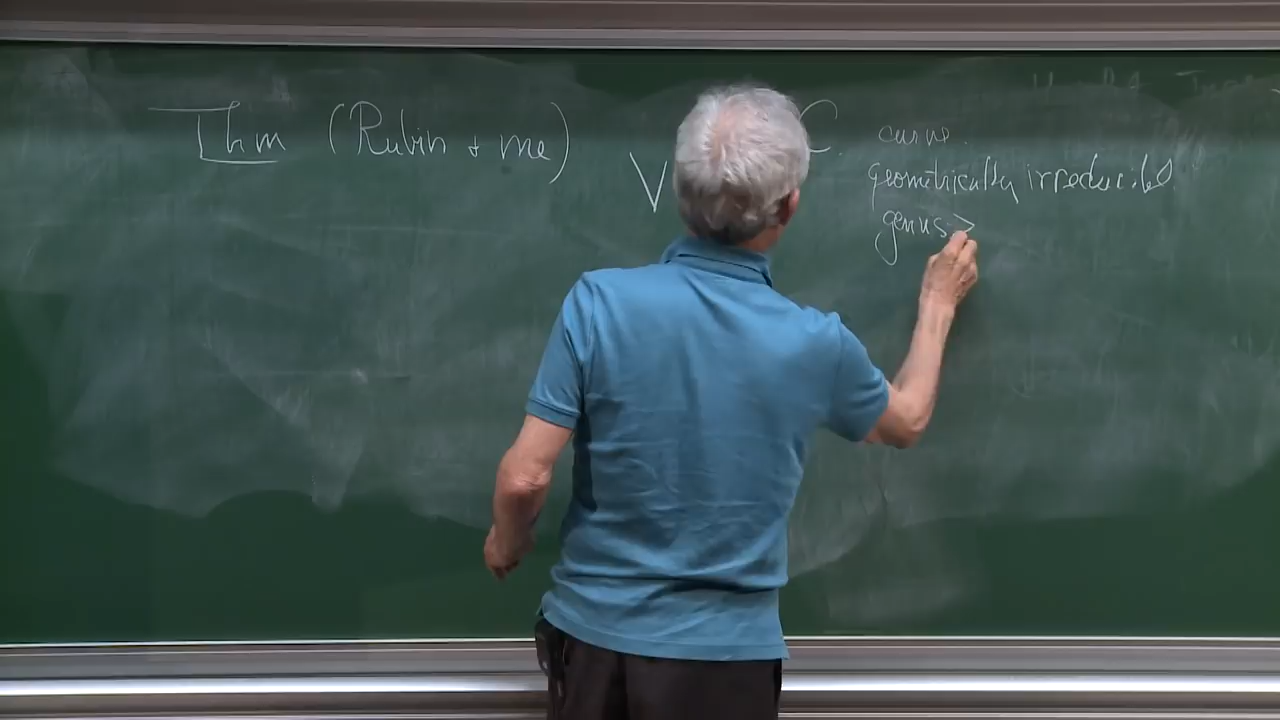 Thm (Rubin + me)
V C. curve.
geometrically irreducible
genus >